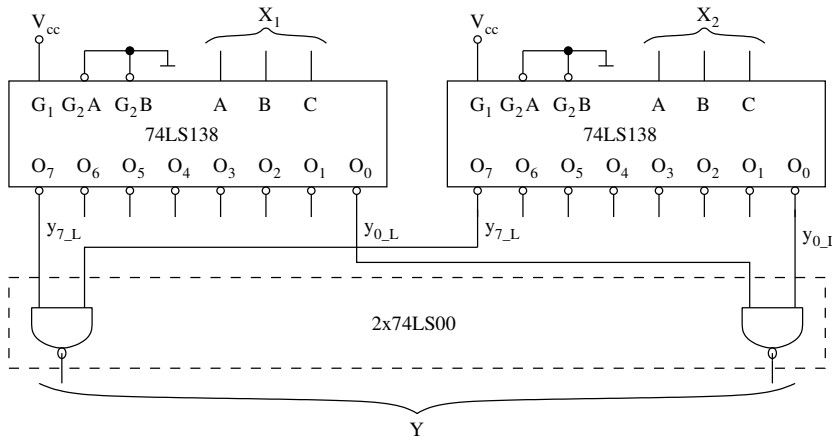 X1 X2
Vcc Vcc
G1 G2A G2B A B C G1 G2A G2B A B C
74LS138 74LS138
O7 O6 O5 O4 O3 O2 O1 O0 O7 O6 O5 O4 O3 O2 O1 O0
y7_L y0_L y7_L y0_L
2x74LS00
Y